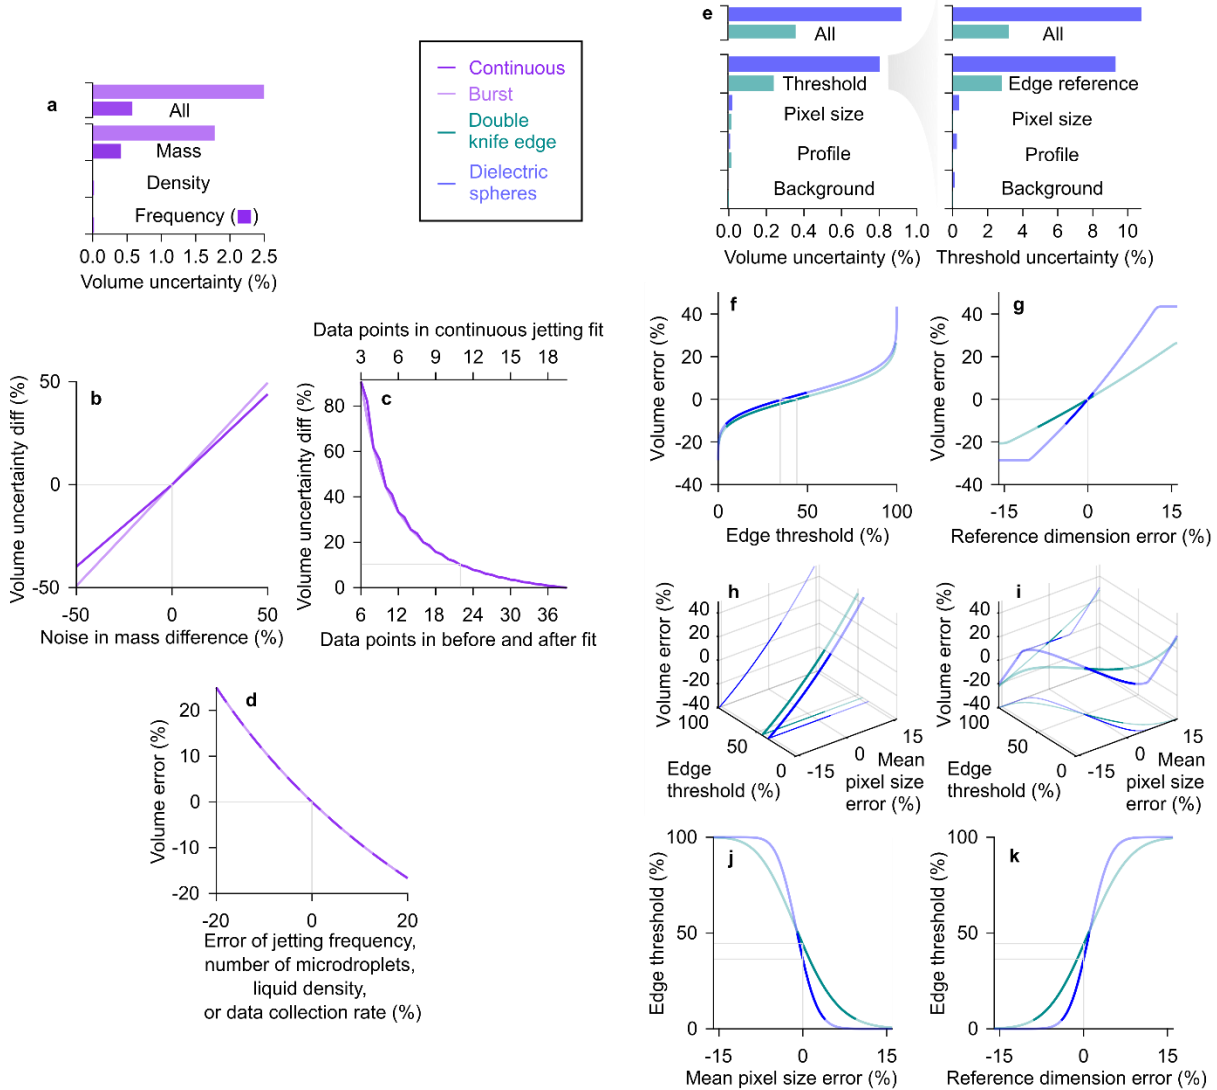 a
All
Mass
Density
Frequency ( )
0.0 0.5 1.0 1.5 2.0 2.5
Volume uncertainty (%)
Continuous
Burst
Double
knife edge
Dielectric
spheres
e
All
Threshold
Pixel size
Profile
Background
0.0 0.2 0.4 0.6 0.8 1.0
Volume uncertainty (%)
All
Edge reference
Pixel size
Profile
Background
0 2 4 6 8 10
Threshold uncertainty (%)
b
Volume uncertainty diff (%)
50
0
-50
-50 0 50
Noise in mass difference (%)
Data points in continuous jetting fit
3 6 9 12 15 18
c
Volume uncertainty diff (%)
80
60
40
20
0
6 12 18 24 30 36
Data points in before and after fit
d
Volume error (%)
20
10
0
-10
-20
-20 0 20
Error of jetting frequency,
number of microdroplets,
liquid density,
or data collection rate (%)
f
Volume error (%)
40
20
0
-20
-40
0 50 100
Edge threshold (%)
g
Volume error (%)
40
20
0
-20
-40
-15 0 15
Reference dimension error (%)
h
Volume error (%)
40
20
0
-20
-40
100
50
0
Edge
threshold (%)
-15
0
15
Mean
pixel size
error (%)
i
Volume error (%)
40
20
0
-20
-40
100
50
0
Edge
threshold (%)
-15
0
15
Mean
pixel size
error (%)
j
Edge threshold (%)
100
50
0
-15 0 15
Mean pixel size error (%)
k
Edge threshold (%)
100
50
0
-15 0 15
Reference dimension error (%)